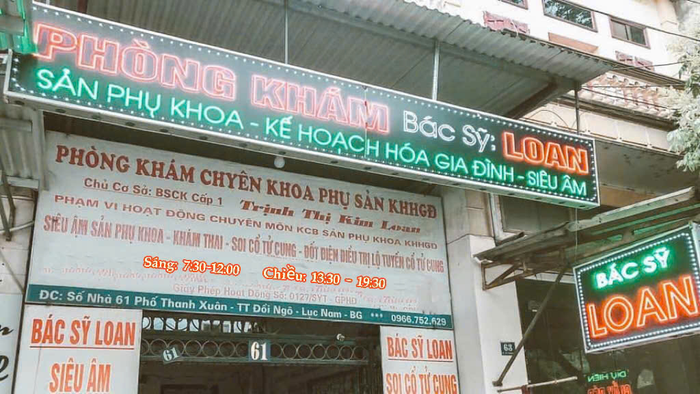 PHÒNG KHÁM Bác Sỹ: LOAN
SẢN PHỤ KHOA - KẾ HOẠCH HÓA GIA ĐÌNH - SIÊU ÂM
PHÒNG KHÁM CHYÊN KHOA PHỤ SẢN KHHGĐ
Chủ Cơ Sở: BSCK Cấp 1 Trịnh Thị Kim Loan
PHẠM VI HOẠT ĐỘNG CHUYÊN MÔN KCB SẢN PHỤ KHOA KHHGĐ
SIÊU ÂM SẢN PHỤ KHOA - KHÁM THAI - SOI CỔ TỬ CUNG - ĐỐT ĐIỆN ĐIỀU TRỊ LỘ TUYẾN CỔ TỬ CUNG
Sáng: 7:30-12:00 Chiều: 13:30 - 19:30
Giấy Phép Hoạt Động Số: 0127/SYT - GPHĐ
ĐC: Số Nhà 61 Phố Thanh Xuân - TT Đồi Ngô - Lục Nam - BG *** ĐT: 0966.752.629
BÁC SỸ
LOAN
BÁC SỸ LOAN
SIÊU ÂM
61
61
BÁC SỸ LOAN
SOI CỔ TỬ CUNG
63